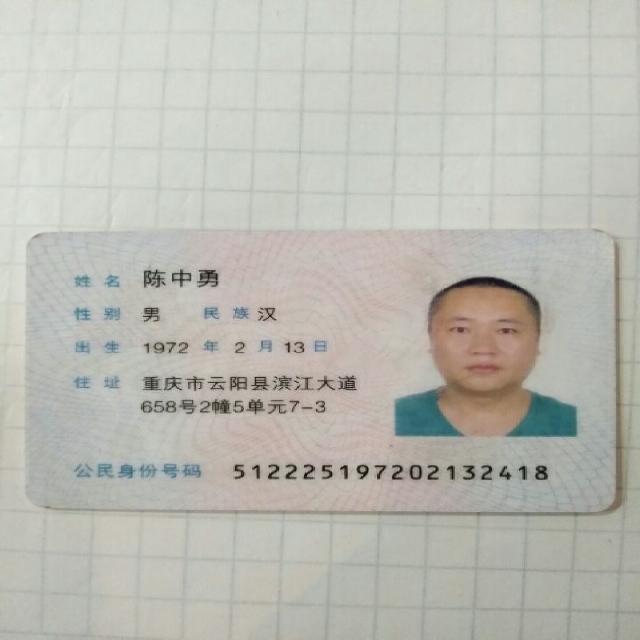 姓名 陈中勇
性别 男 民族 汉
出生 1972 年 2 月 13 日
住址 重庆市云阳县滨江大道
658号2幢5单元7-3
公民身份号码 512225197202132418